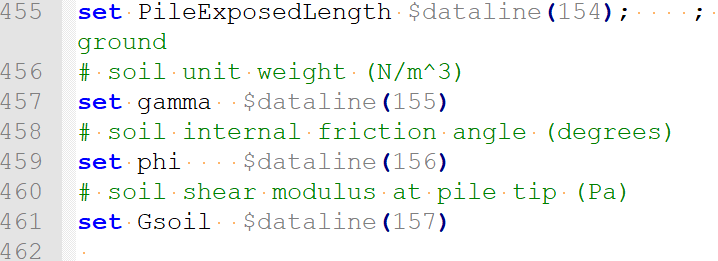 455 set PileExposedLength $dataline(154);    ;
ground
456 # soil unit weight (N/m^3)
457 set gamma  $dataline(155)
458 # soil internal friction angle (degrees)
459 set phi    $dataline(156)
460 # soil shear modulus at pile tip (Pa)
461 set Gsoil  $dataline(157)
462